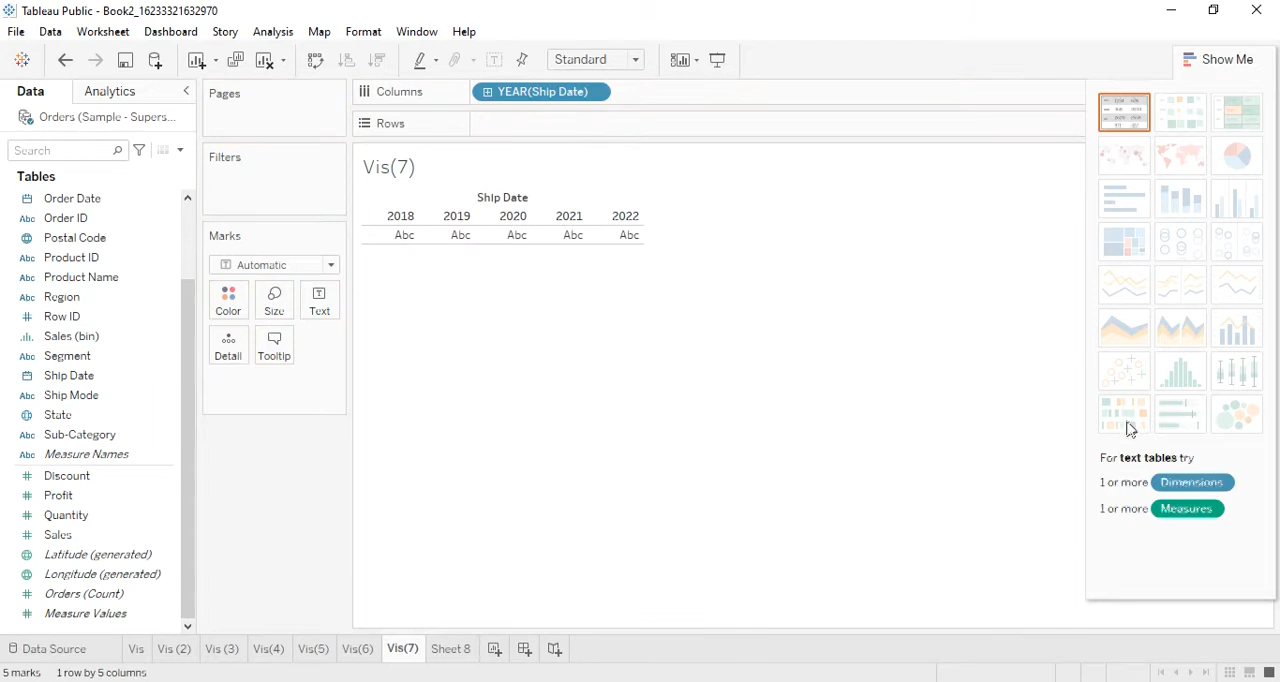 Tableau Public - Book2_16233321632970
File Data Worksheet Dashboard Story Analysis Map Format Window Help
Standard
Show Me
Data Analytics
Orders (Sample - Supers...
Search
Tables
Order Date
Order ID
Postal Code
Product ID
Product Name
Region
Row ID
Sales (bin)
Segment
Ship Date
Ship Mode
State
Sub-Category
Measure Names
Discount
Profit
Quantity
Sales
Latitude (generated)
Longitude (generated)
Orders (Count)
Measure Values
Pages
Filters
Marks
Automatic
Color Size Text
Detail Tooltip
Columns YEAR(Ship Date)
Rows
Vis(7)
Ship Date
2018 2019 2020 2021 2022
Abc Abc Abc Abc Abc
For text tables try
1 or more Dimensions
1 or more Measures
Data Source Vis Vis (2) Vis (3) Vis(4) Vis(5) Vis(6) Vis(7) Sheet 8
5 marks 1 row by 5 columns